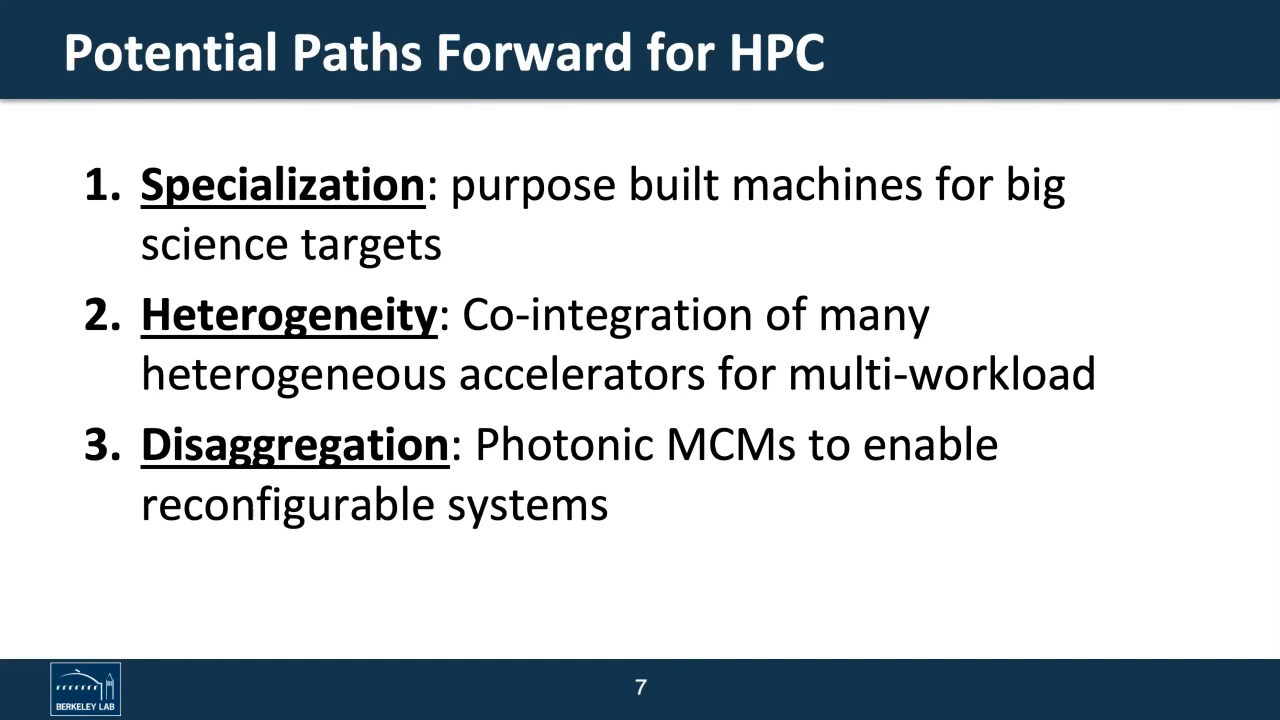 Potential Paths Forward for HPC
1. Specialization: purpose built machines for big
science targets
2. Heterogeneity: Co-integration of many
heterogeneous accelerators for multi-workload
3. Disaggregation: Photonic MCMs to enable
reconfigurable systems
BERKELEY LAB
7